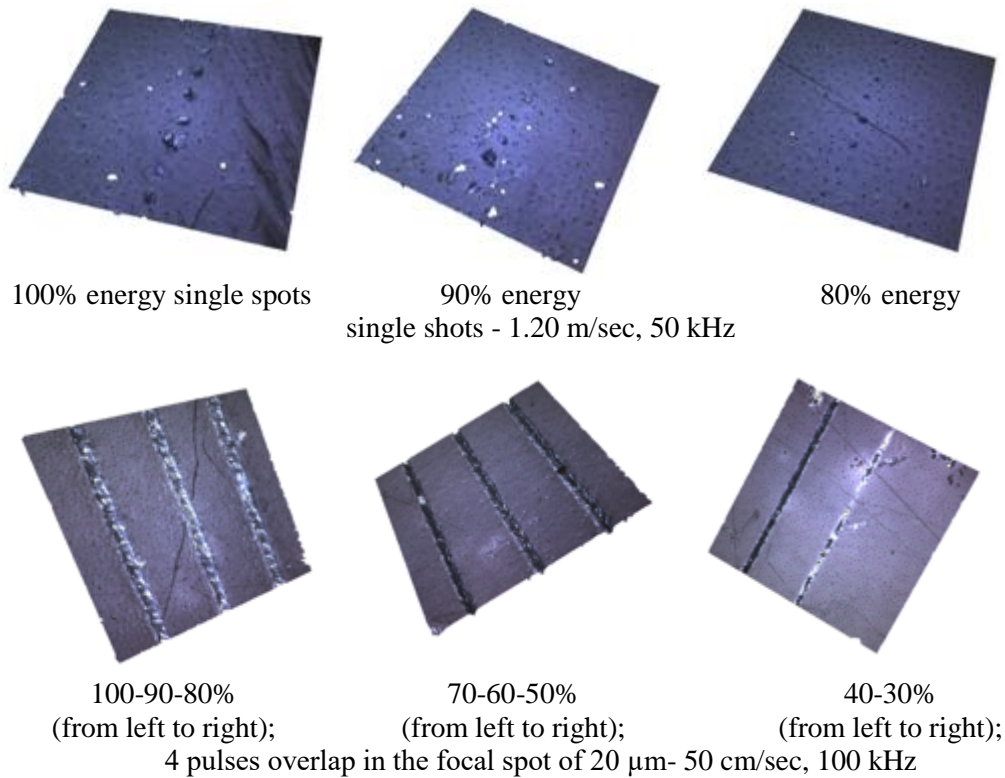 100% energy single spots
90% energy
80% energy
single shots - 1.20 m/sec, 50 kHz
100-90-80%
(from left to right);
70-60-50%
(from left to right);
40-30%
(from left to right);
4 pulses overlap in the focal spot of 20 µm- 50 cm/sec, 100 kHz